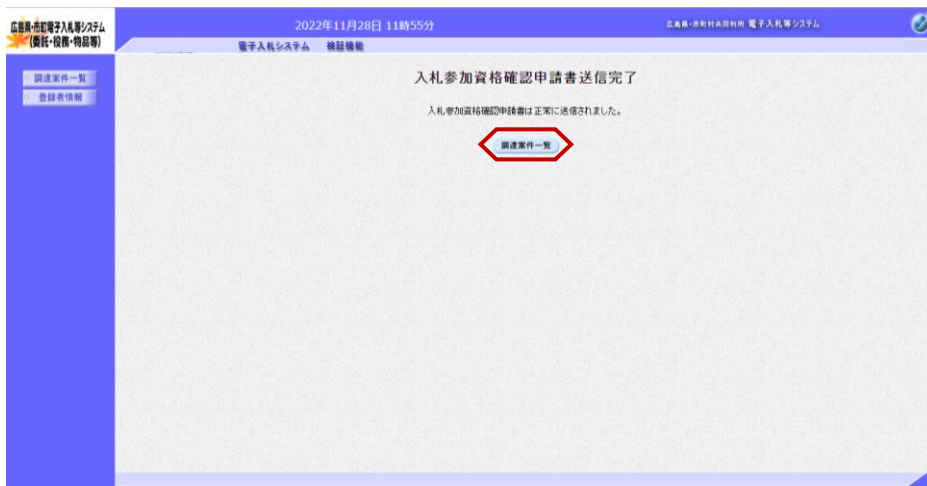 広島県・市町電子入札等システム
(委託・役務・物品等)
2022年11月28日 11時55分
広島県・市町村共同利用 電子入札等システム
電子入札システム 検証機能
調達案件一覧
登録者情報
入札参加資格確認申請書送信完了
入札参加資格確認申請書は正常に送信されました。
調達案件一覧